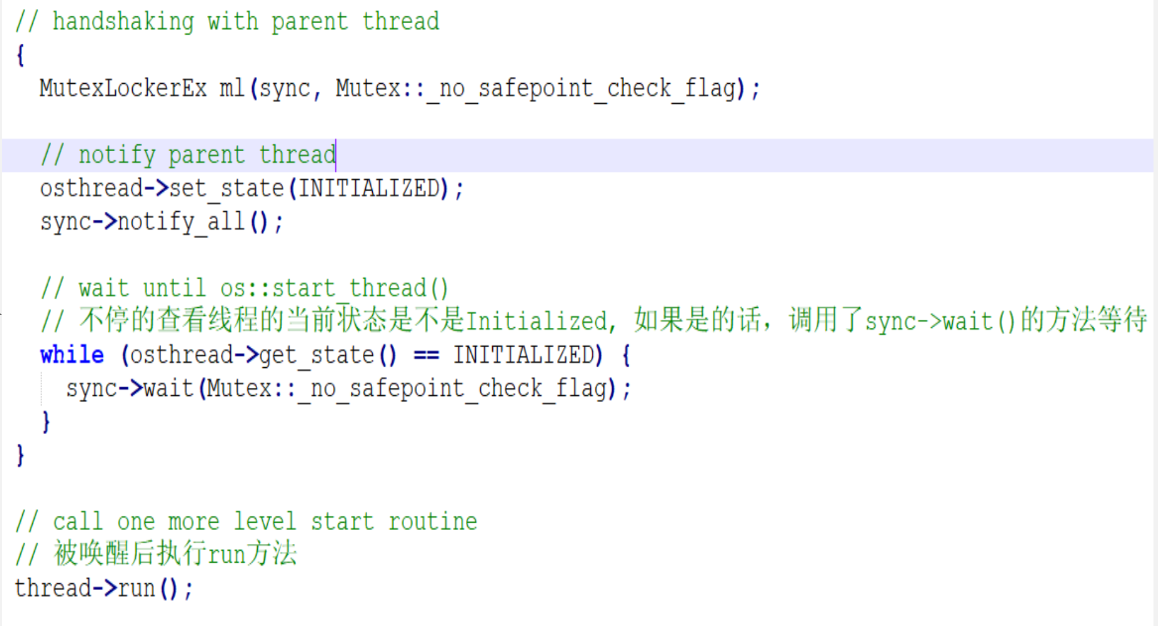 // handshaking with parent thread
{
  MutexLockerEx ml(sync, Mutex::_no_safepoint_check_flag);
  // notify parent thread
  osthread->set_state(INITIALIZED);
  sync->notify_all();
  // wait until os::start_thread()
  // 不停的查看线程的当前状态是不是Initialized, 如果是的话，调用了sync->wait()的方法等待
  while (osthread->get_state() == INITIALIZED) {
    sync->wait(Mutex::_no_safepoint_check_flag);
  }
}
// call one more level start routine
// 被唤醒后执行run方法
thread->run();